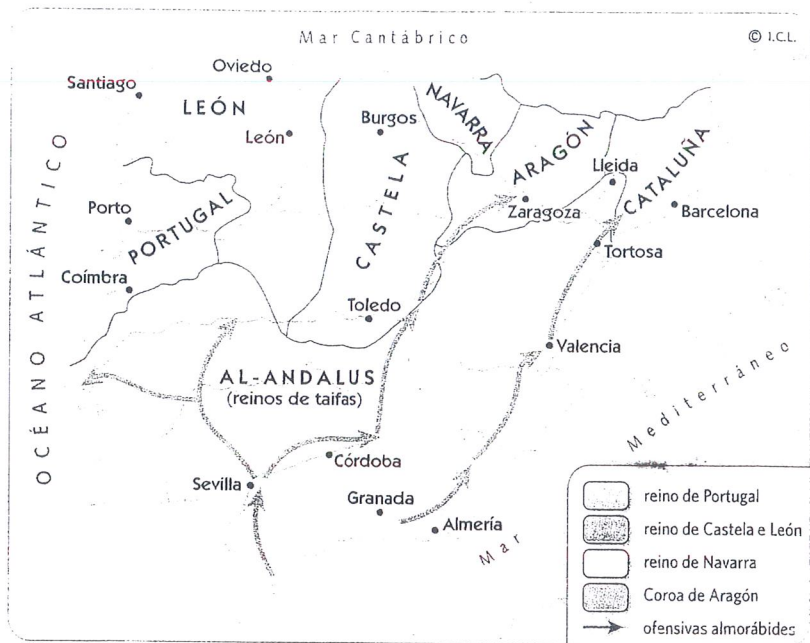 Mar Cantábrico
© I.C.L.
Oviedo
Santiago
LEÓN
León
Burgos
NAVARRA
ARAGÓN
Lleida
CATALUÑA
Zaragoza
Barcelona
CASTELA
Porto
PORTUGAL
Coímbra
Tortosa
OCÉANO ATLÁNTICO
Toledo
Valencia
AL-ANDALUS
(reinos de taifas)
Mar Mediterráneo
Córdoba
Sevilla
Granada
Almería
reino de Portugal
reino de Castela e León
reino de Navarra
Coroa de Aragón
ofensivas almorábides